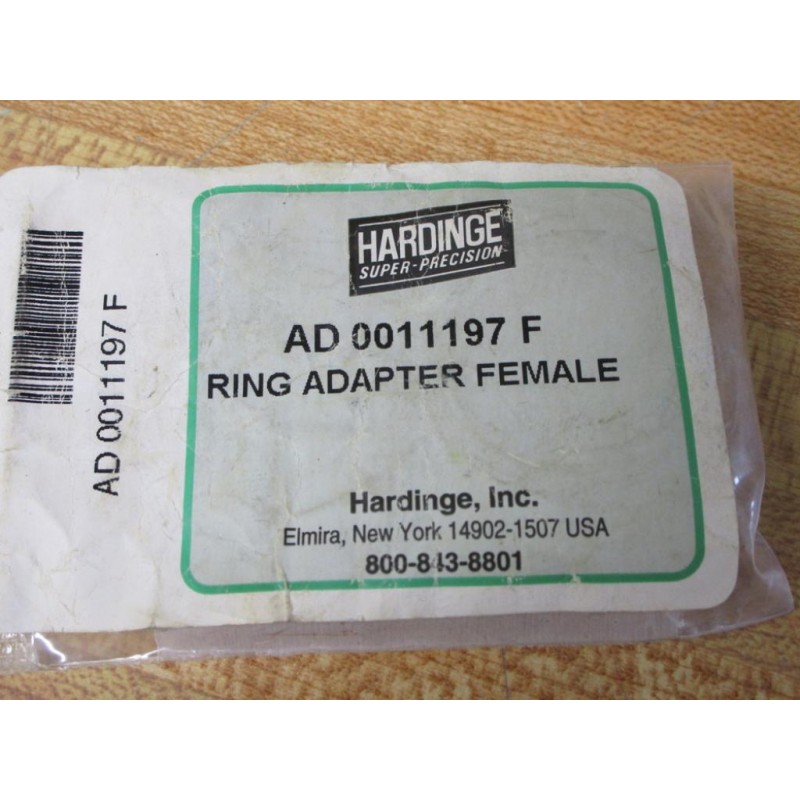 AD 0011197 F
HARDINGE
SUPER-PRECISION
AD 0011197 F
RING ADAPTER FEMALE
Hardinge, Inc.
Elmira, New York 14902-1507 USA
800-843-8801